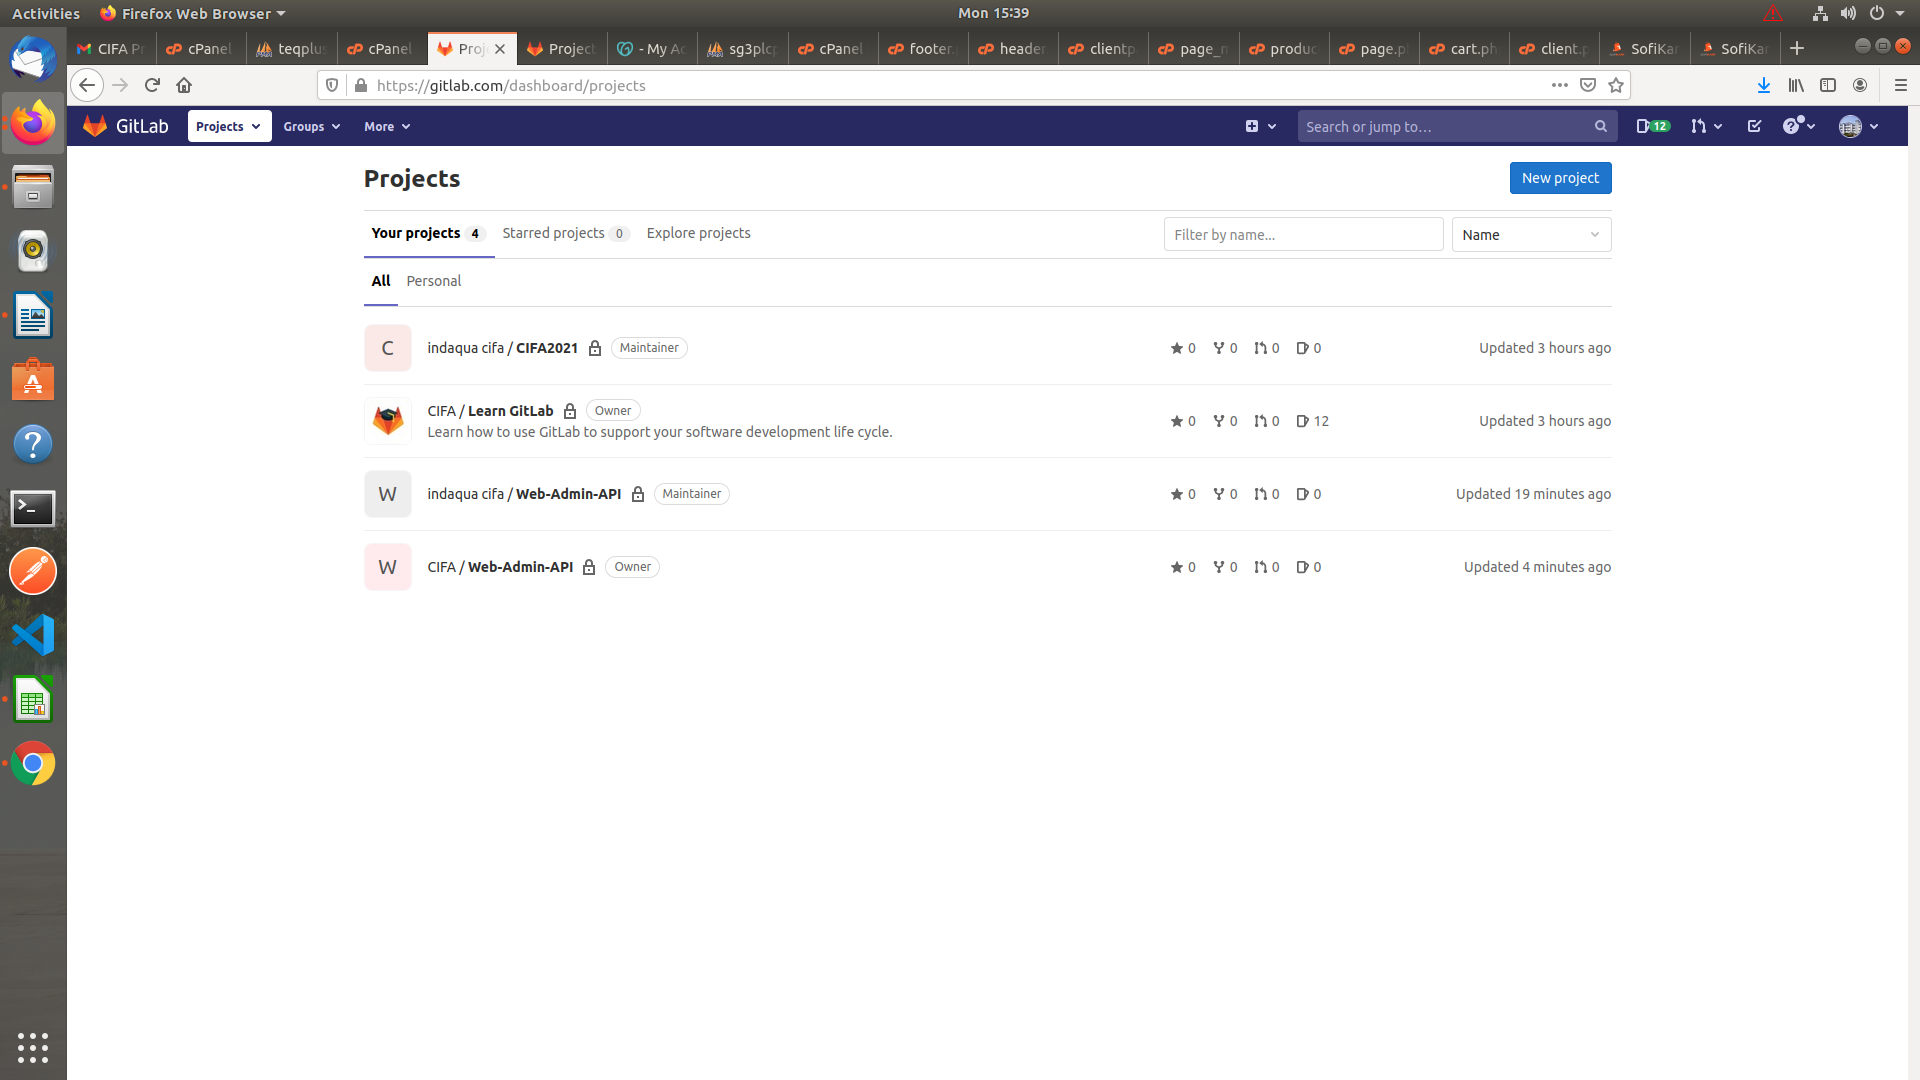 Activities Firefox Web Browser Mon 15:39
CIFA Pr cPanel teqplus cPanel Proje Project - My Ac sg3plcp cPanel footer.p header clientp page_m produc page.p cart.ph client.p SofiKar SofiKar
https://gitlab.com/dashboard/projects
GitLab Projects Groups More Search or jump to… 12
Projects New project
Your projects 4 Starred projects 0 Explore projects Filter by name... Name
All Personal
C indaqua cifa / CIFA2021 Maintainer 0 0 0 0 Updated 3 hours ago
CIFA / Learn GitLab Owner 0 0 0 12 Updated 3 hours ago
Learn how to use GitLab to support your software development life cycle.
W indaqua cifa / Web-Admin-API Maintainer 0 0 0 0 Updated 19 minutes ago
W CIFA / Web-Admin-API Owner 0 0 0 0 Updated 4 minutes ago